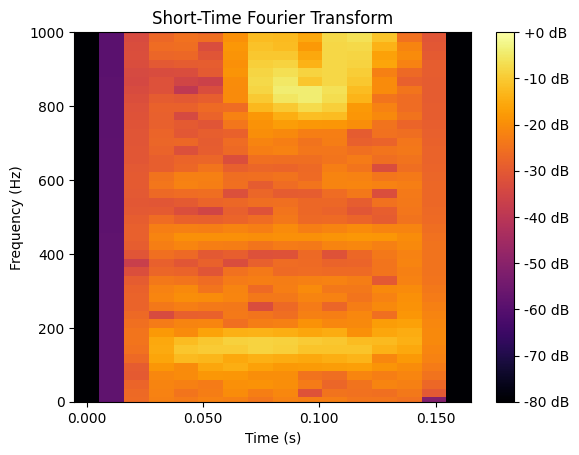 Short-Time Fourier Transform
1000
800
600
400
200
0
Frequency (Hz)
0.000
0.050
0.100
0.150
Time (s)
+0 dB
-10 dB
-20 dB
-30 dB
-40 dB
-50 dB
-60 dB
-70 dB
-80 dB